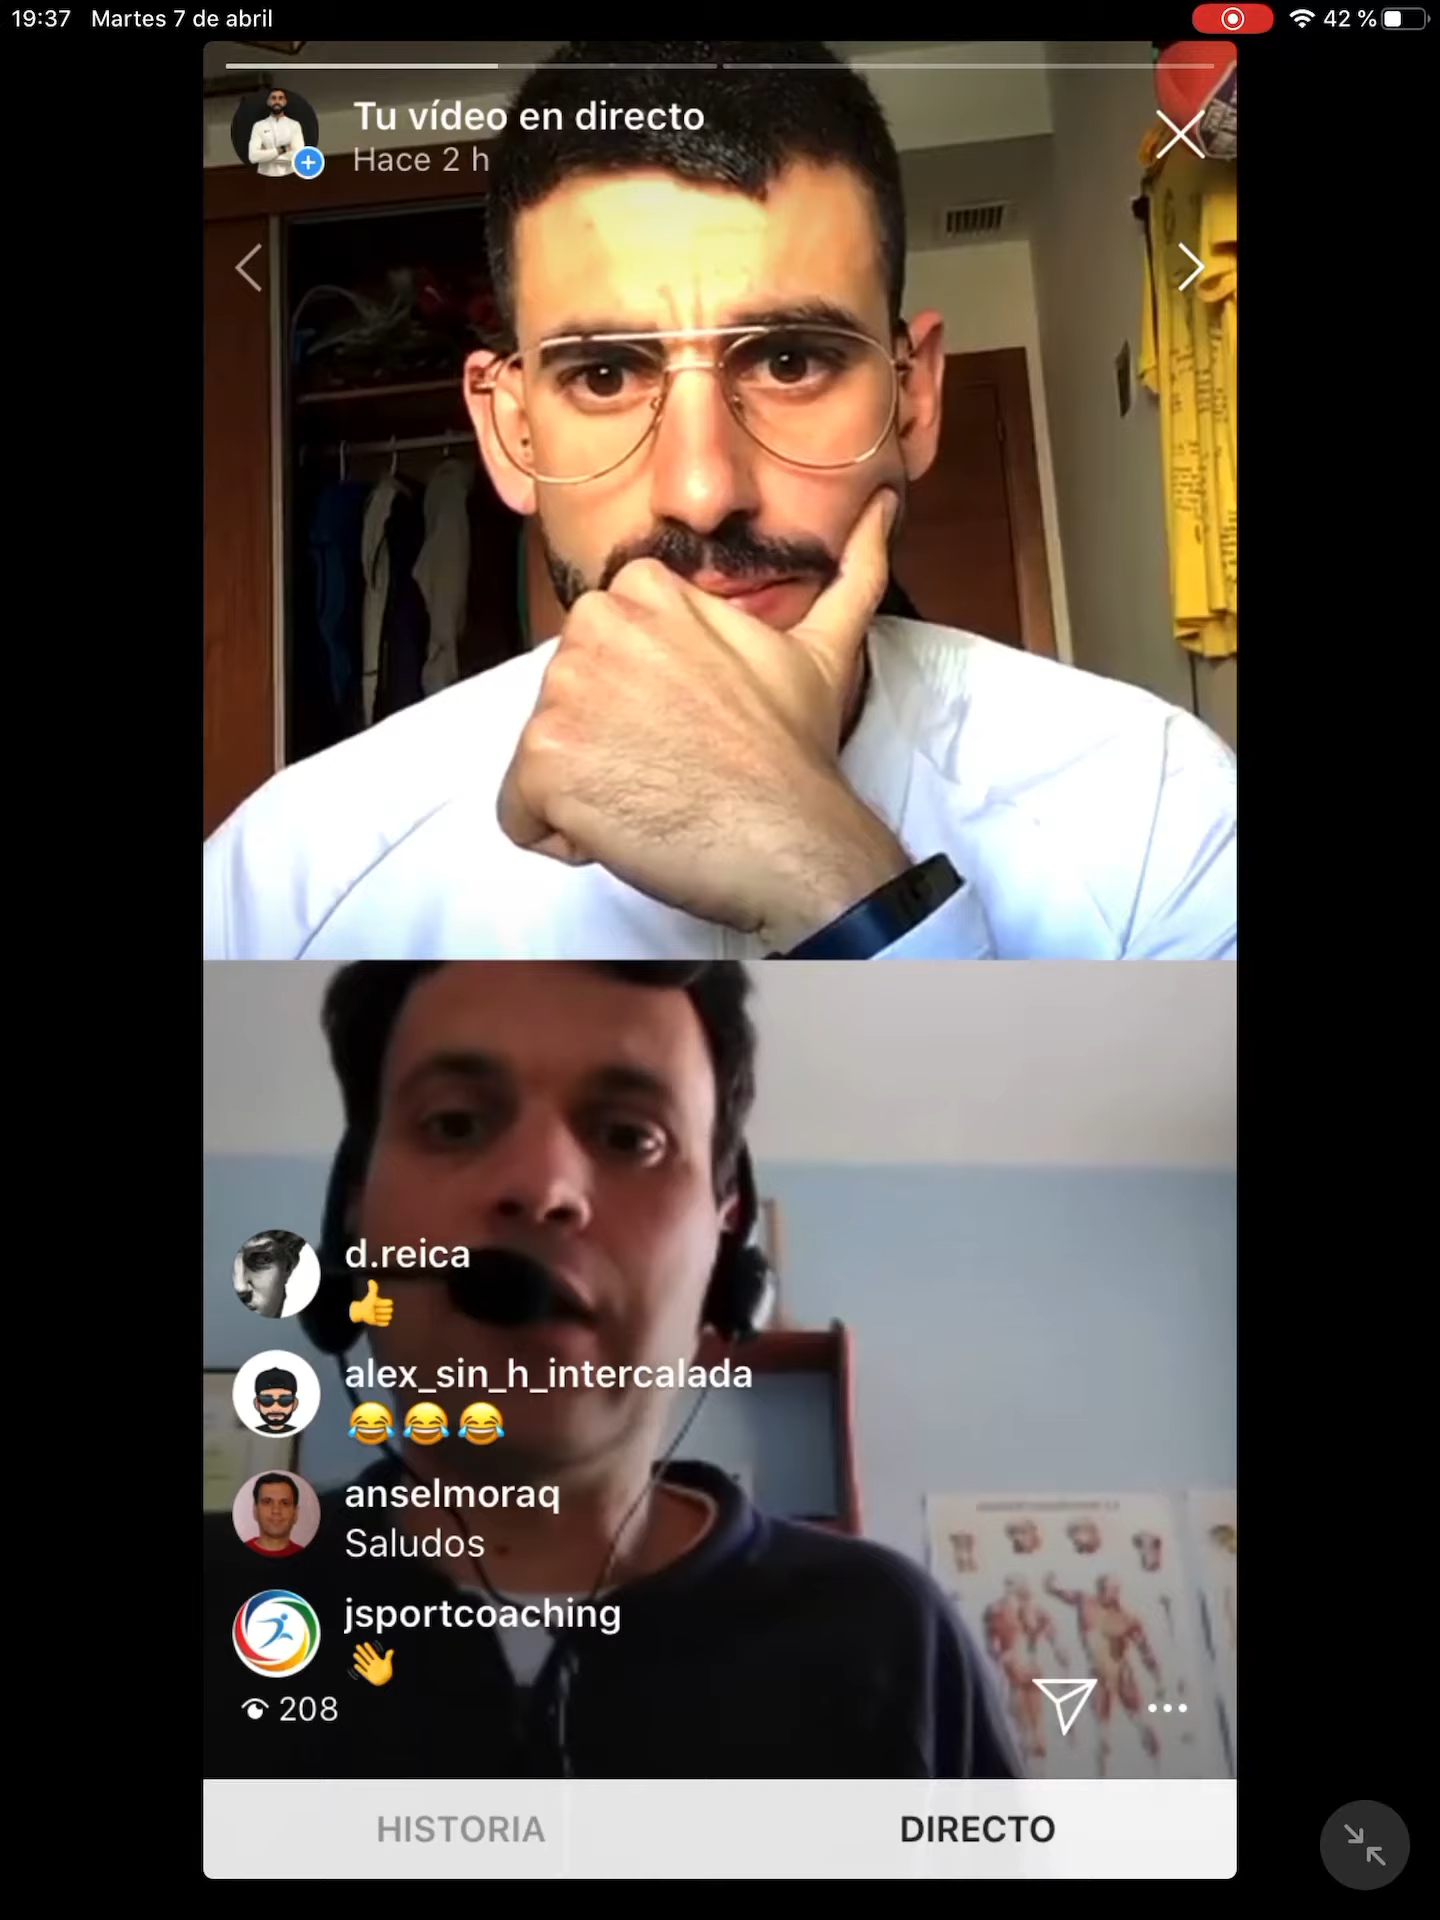 19:37 Martes 7 de abril
42 %
Tu vídeo en directo
Hace 2 h
d.reica
👍
alex_sin_h_intercalada
😂😂😂
anselmoraq
Saludos
jsportcoaching
👋
208
HISTORIA
DIRECTO